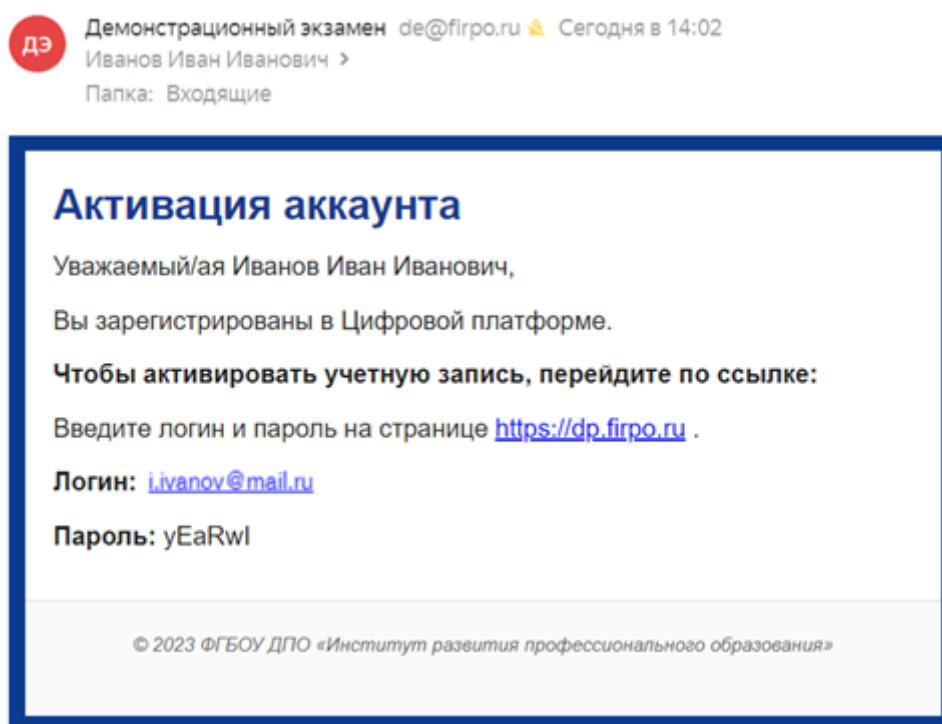 ДЭ
Демонстрационный экзамен de@firpo.ru Сегодня в 14:02
Иванов Иван Иванович >
Папка: Входящие
Активация аккаунта
Уважаемый/ая Иванов Иван Иванович,
Вы зарегистрированы в Цифровой платформе.
Чтобы активировать учетную запись, перейдите по ссылке:
Введите логин и пароль на странице https://dp.firpo.ru .
Логин: i.ivanov@mail.ru
Пароль: yEaRwI
© 2023 ФГБОУ ДПО «Институт развития профессионального образования»